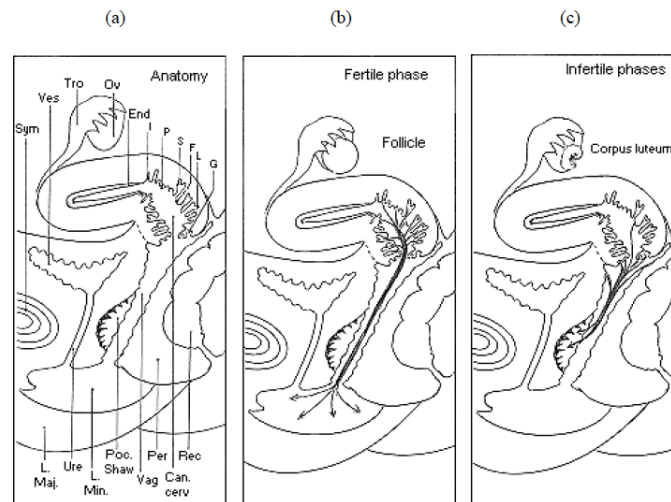 (a)
(b)
(c)
Anatomy
Tro
Ov
Ves
End
I
P
S
F
L
G
Sym
L.
Maj.
Ure
L.
Min.
Poc.
Shaw
Vag
Per
Can.
cerv
Rec
Fertile phase
Follicle
Infertile phases
Corpus luteum